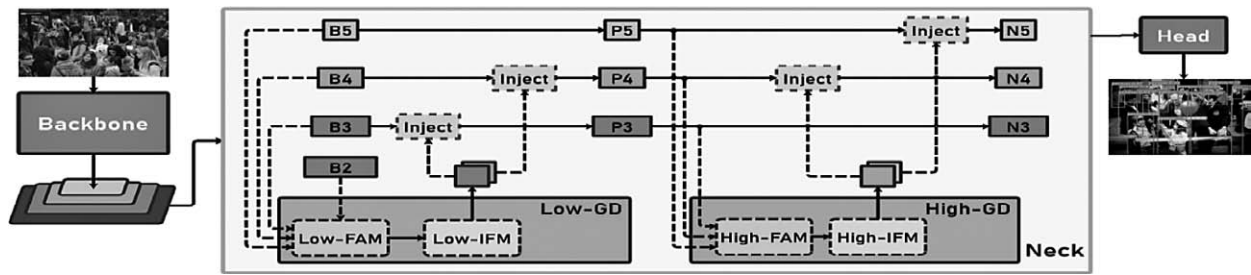 B5 P5 Inject N5
Head
B4 Inject P4 Inject N4
Backbone
B3 Inject P3 N3
B2
Low-GD High-GD
Low-FAM Low-IFM High-FAM High-IFM
Neck